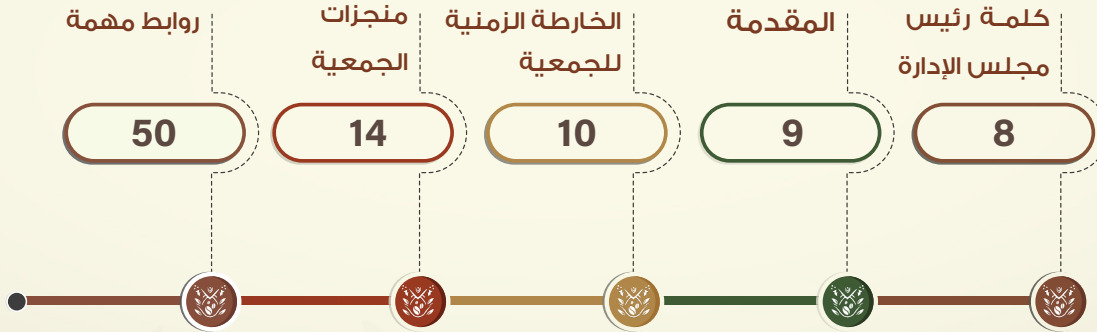 كلمة رئيس
مجلس الإدارة
8
المقدمة
9
الخارطة الزمنية
للجمعية
10
منجزات
الجمعية
14
روابط مهمة
50